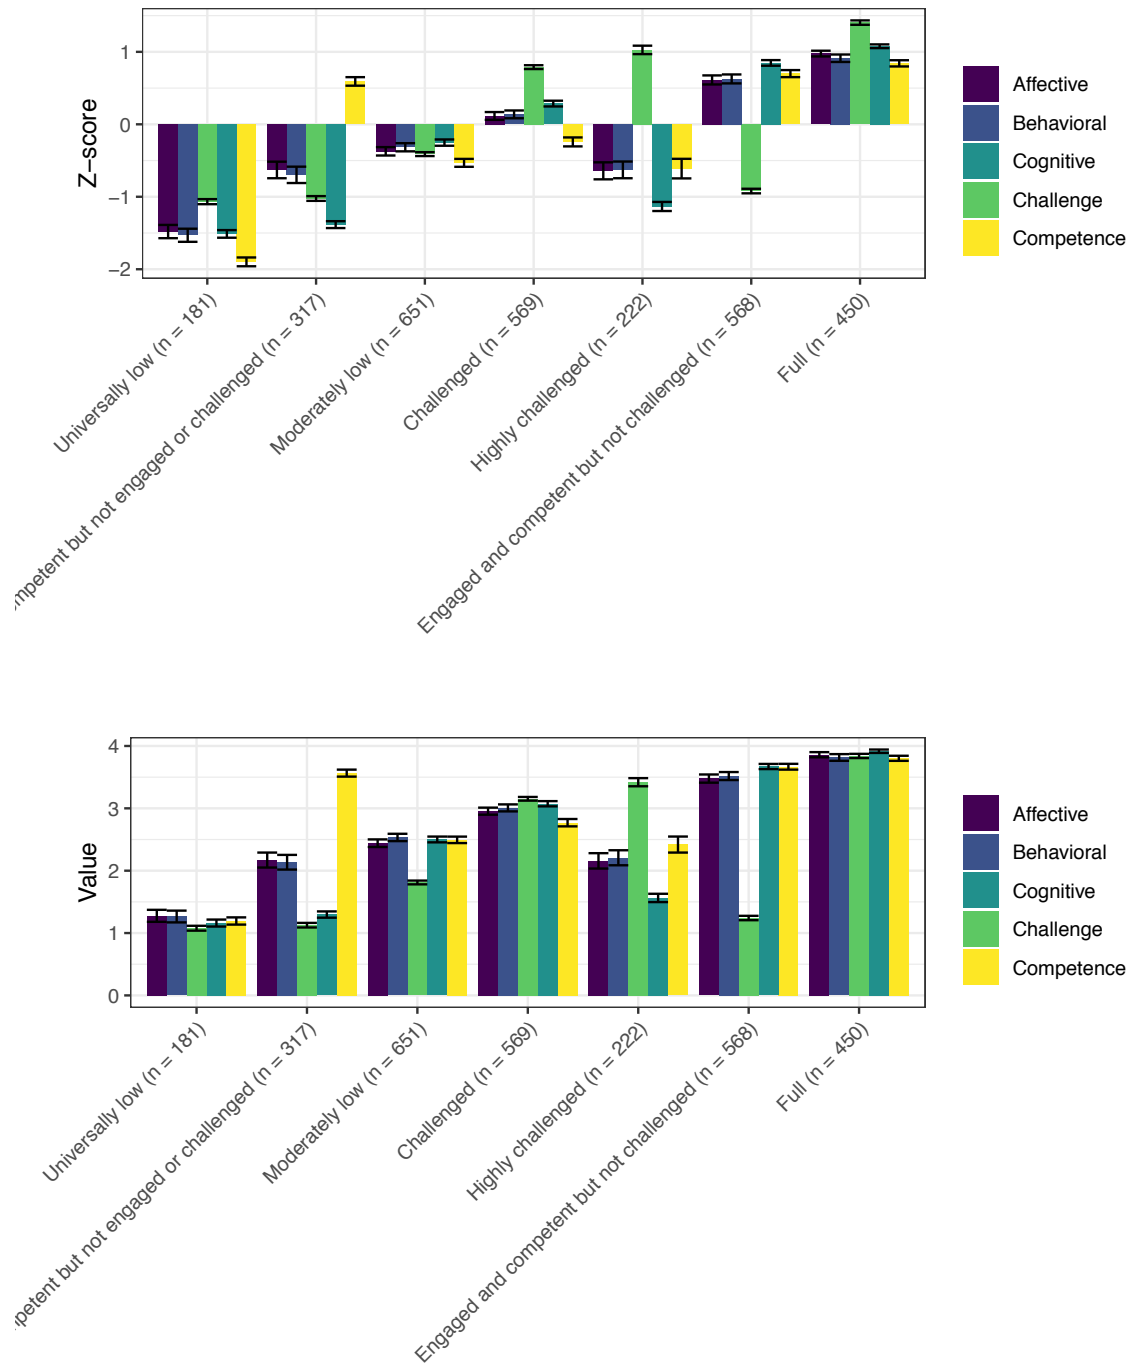 Z−score
1
0
−1
−2
Universally low (n = 181)
but not engaged or challenged (n = 317)
Moderately low (n = 651)
Challenged (n = 569)
Highly challenged (n = 222)
Engaged and competent but not challenged (n = 568)
Full (n = 450)
Affective
Behavioral
Cognitive
Challenge
Competence
Value
4
3
2
1
0
Universally low (n = 181)
but not engaged or challenged (n = 317)
Moderately low (n = 651)
Challenged (n = 569)
Highly challenged (n = 222)
Engaged and competent but not challenged (n = 568)
Full (n = 450)
Affective
Behavioral
Cognitive
Challenge
Competence